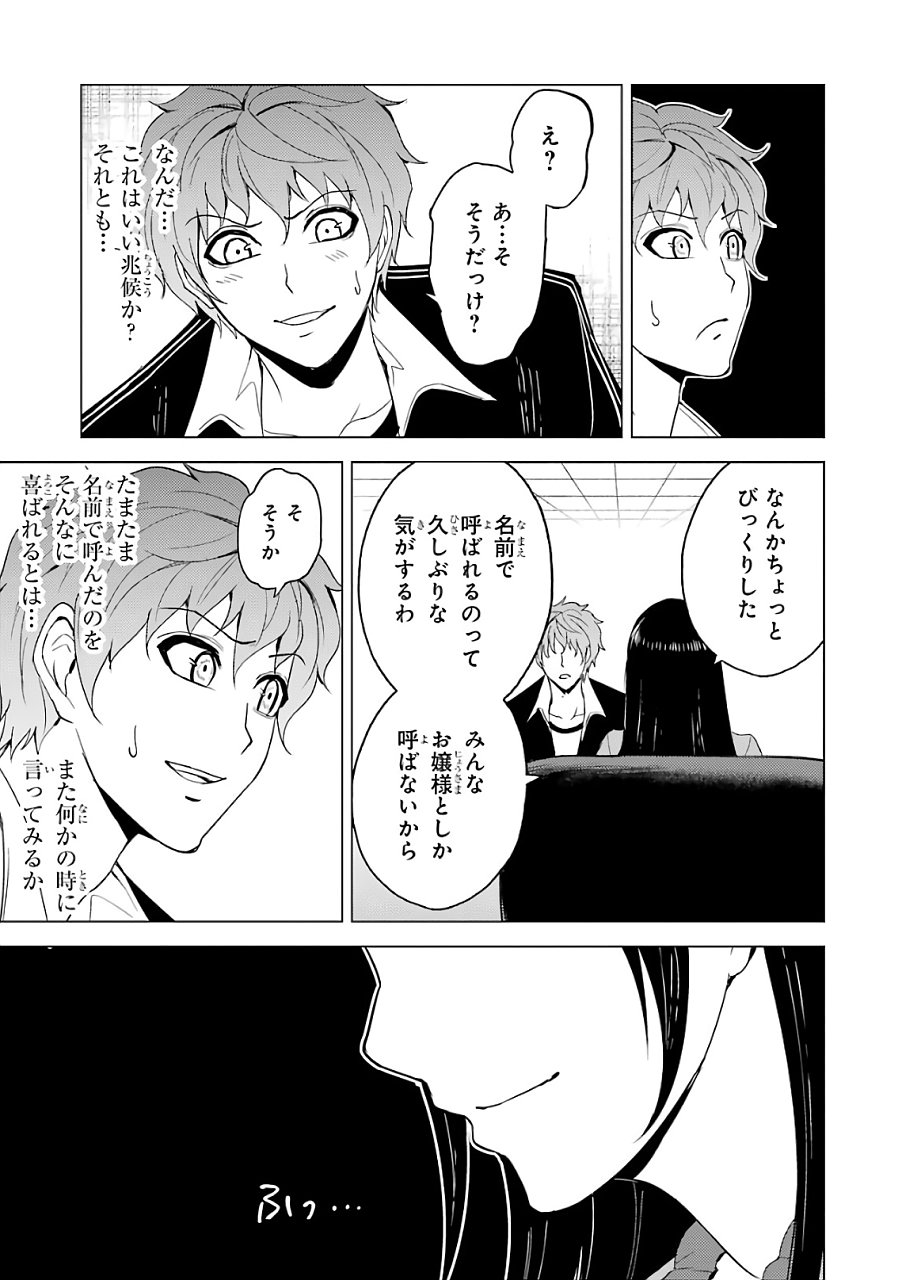 え?
あ…そ
そうだっけ?
なんだ…
これはいい兆候か?
それとも…
なんかちょっと
びっくりした
名前で
呼ばれるのって
久しぶりな
気がするわ
みんな
お嬢様としか
呼ばないから
そ
そうか
たまたま
名前で呼んだのを
そんなに
喜ばれるとは…
また何かの時に
言ってみるか
ふっ…